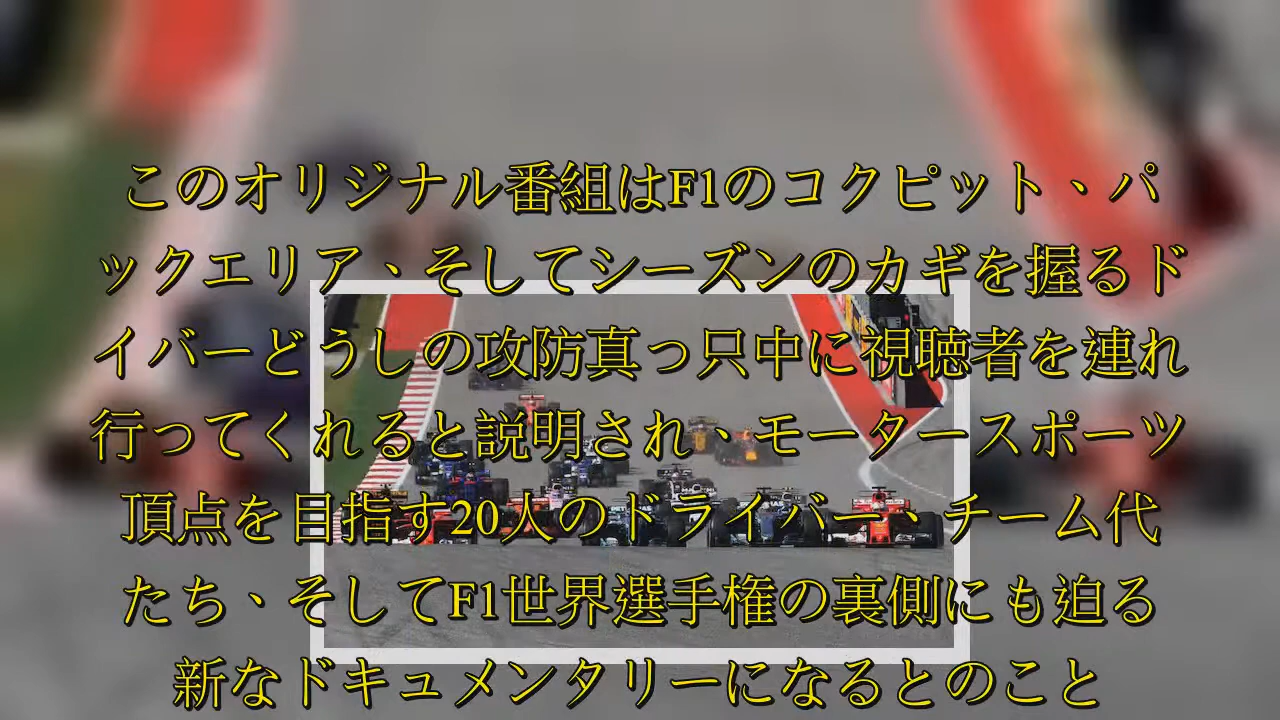 このオリジナル番組はF1のコクピット、パ
ックエリア、そしてシーズンのカギを握るド
イバーどうしの攻防真っ只中に視聴者を連れ
行ってくれると説明され、モータースポーツ
頂点を目指す20人のドライバー、チーム代
たち、そしてF1世界選手権の裏側にも迫る
新なドキュメンタリーになるとのこと